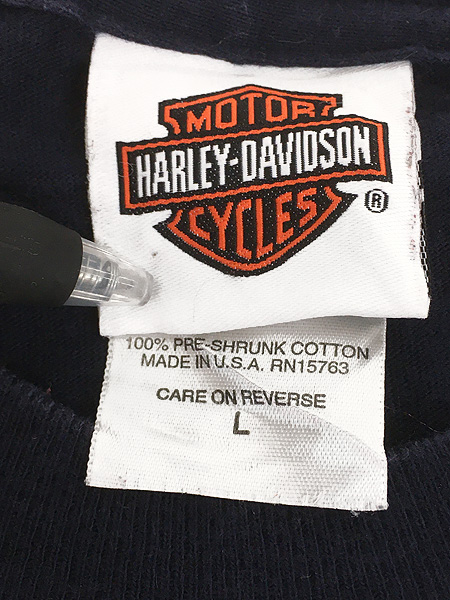 MOTOR
HARLEY-DAVIDSON
CYCLES
®
100% PRE-SHRUNK COTTON
MADE IN U.S.A. RN15763
CARE ON REVERSE
L